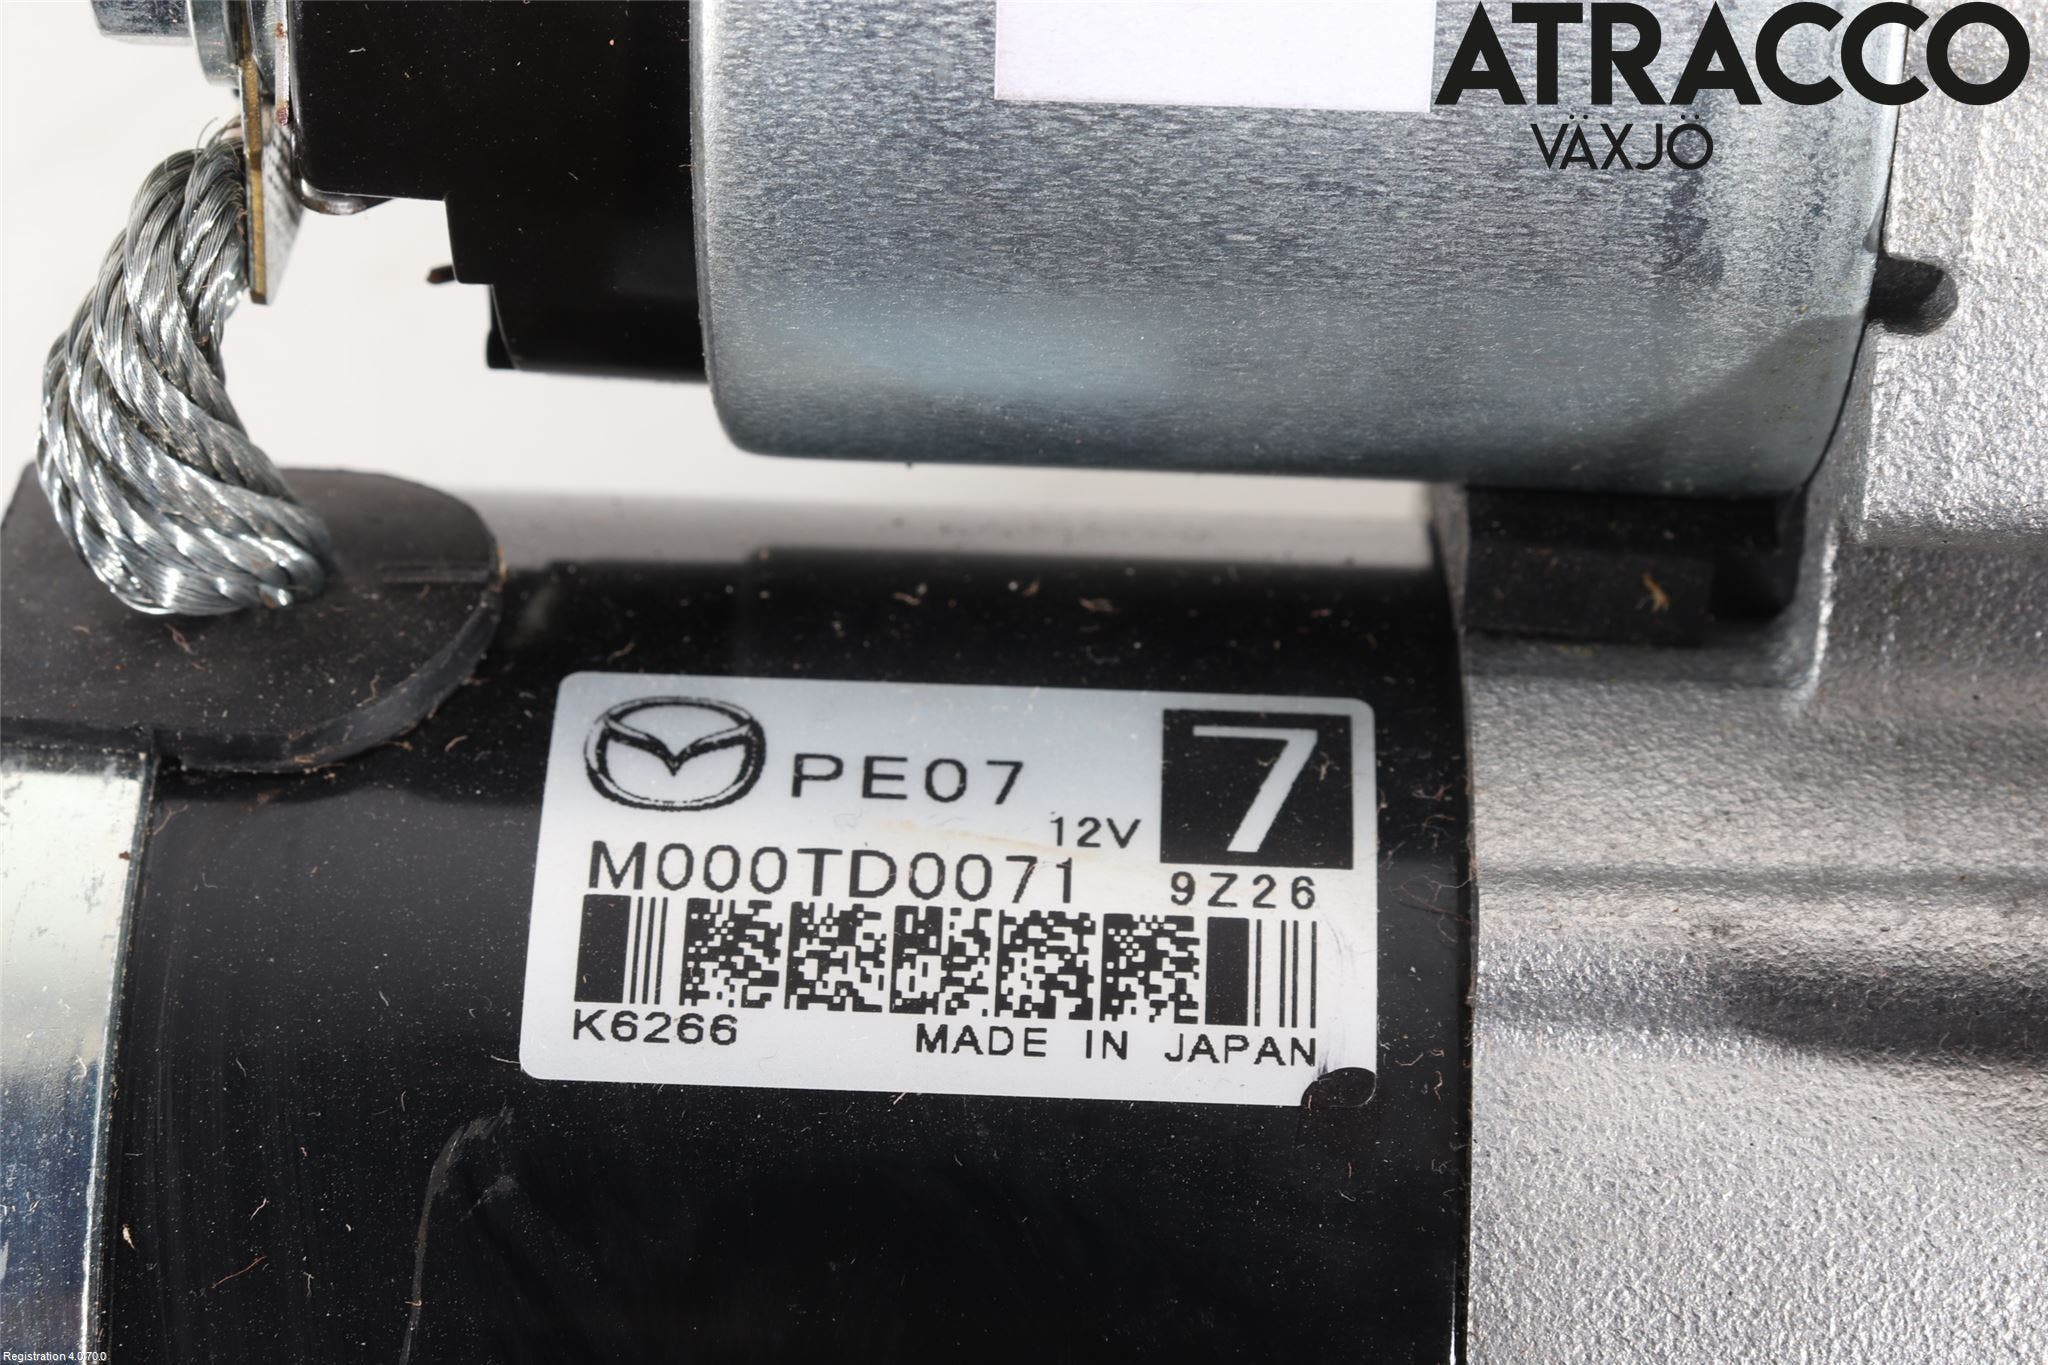 ATRACCO
VÄXJÖ
PE07
7
12V
M000TD0071
9Z26
K6266
MADE IN JAPAN
Registration 4.0.70.0